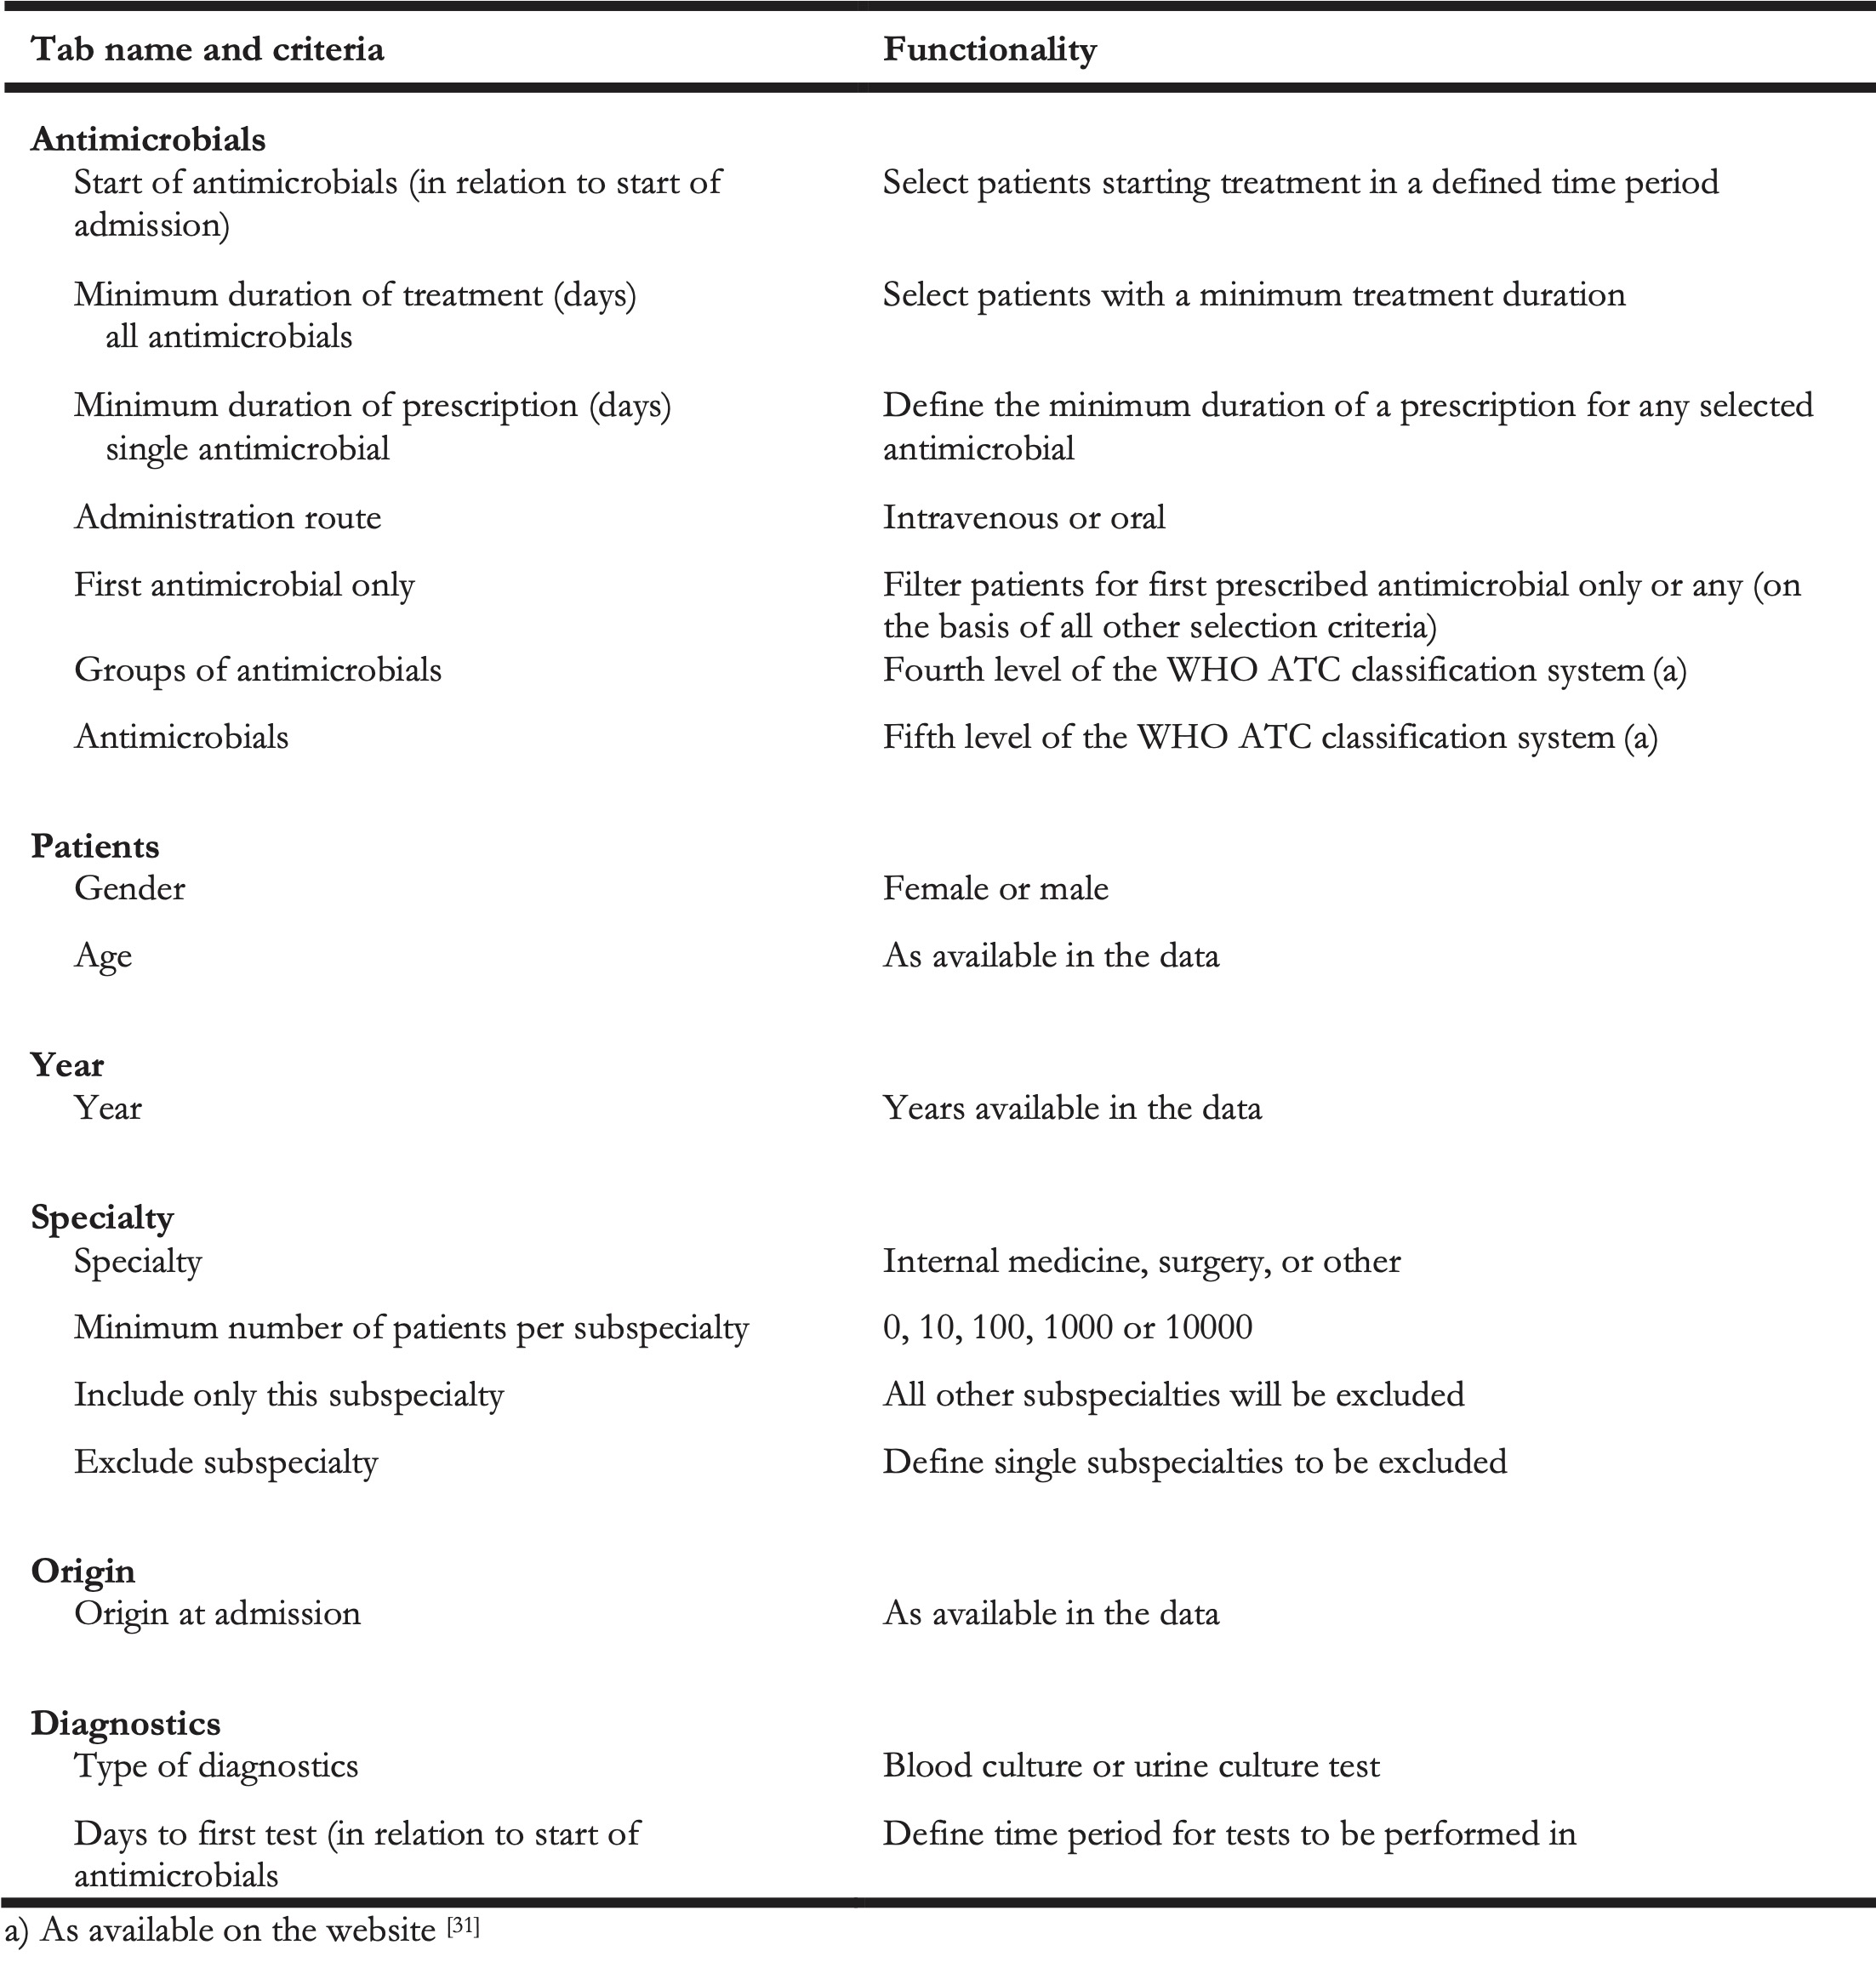 Tab name and criteria Functionality
Antimicrobials
Start of antimicrobials (in relation to start of Select patients starting treatment in a defined time period
admission)
Minimum duration of treatment (days) Select patients with a minimum treatment duration
all antimicrobials
Minimum duration of prescription (days) Define the minimum duration of a prescription for any selected
single antimicrobial antimicrobial
Administration route Intravenous or oral
First antimicrobial only Filter patients for first prescribed antimicrobial only or any (on
the basis of all other selection criteria)
Groups of antimicrobials Fourth level of the WHO ATC classification system (a)
Antimicrobials Fifth level of the WHO ATC classification system (a)
Patients
Gender Female or male
Age As available in the data
Year
Year Years available in the data
Specialty
Specialty Internal medicine, surgery, or other
Minimum number of patients per subspecialty 0, 10, 100, 1000 or 10000
Include only this subspecialty All other subspecialties will be excluded
Exclude subspecialty Define single subspecialties to be excluded
Origin
Origin at admission As available in the data
Diagnostics
Type of diagnostics Blood culture or urine culture test
Days to first test (in relation to start of Define time period for tests to be performed in
antimicrobials
a) As available on the website [31]